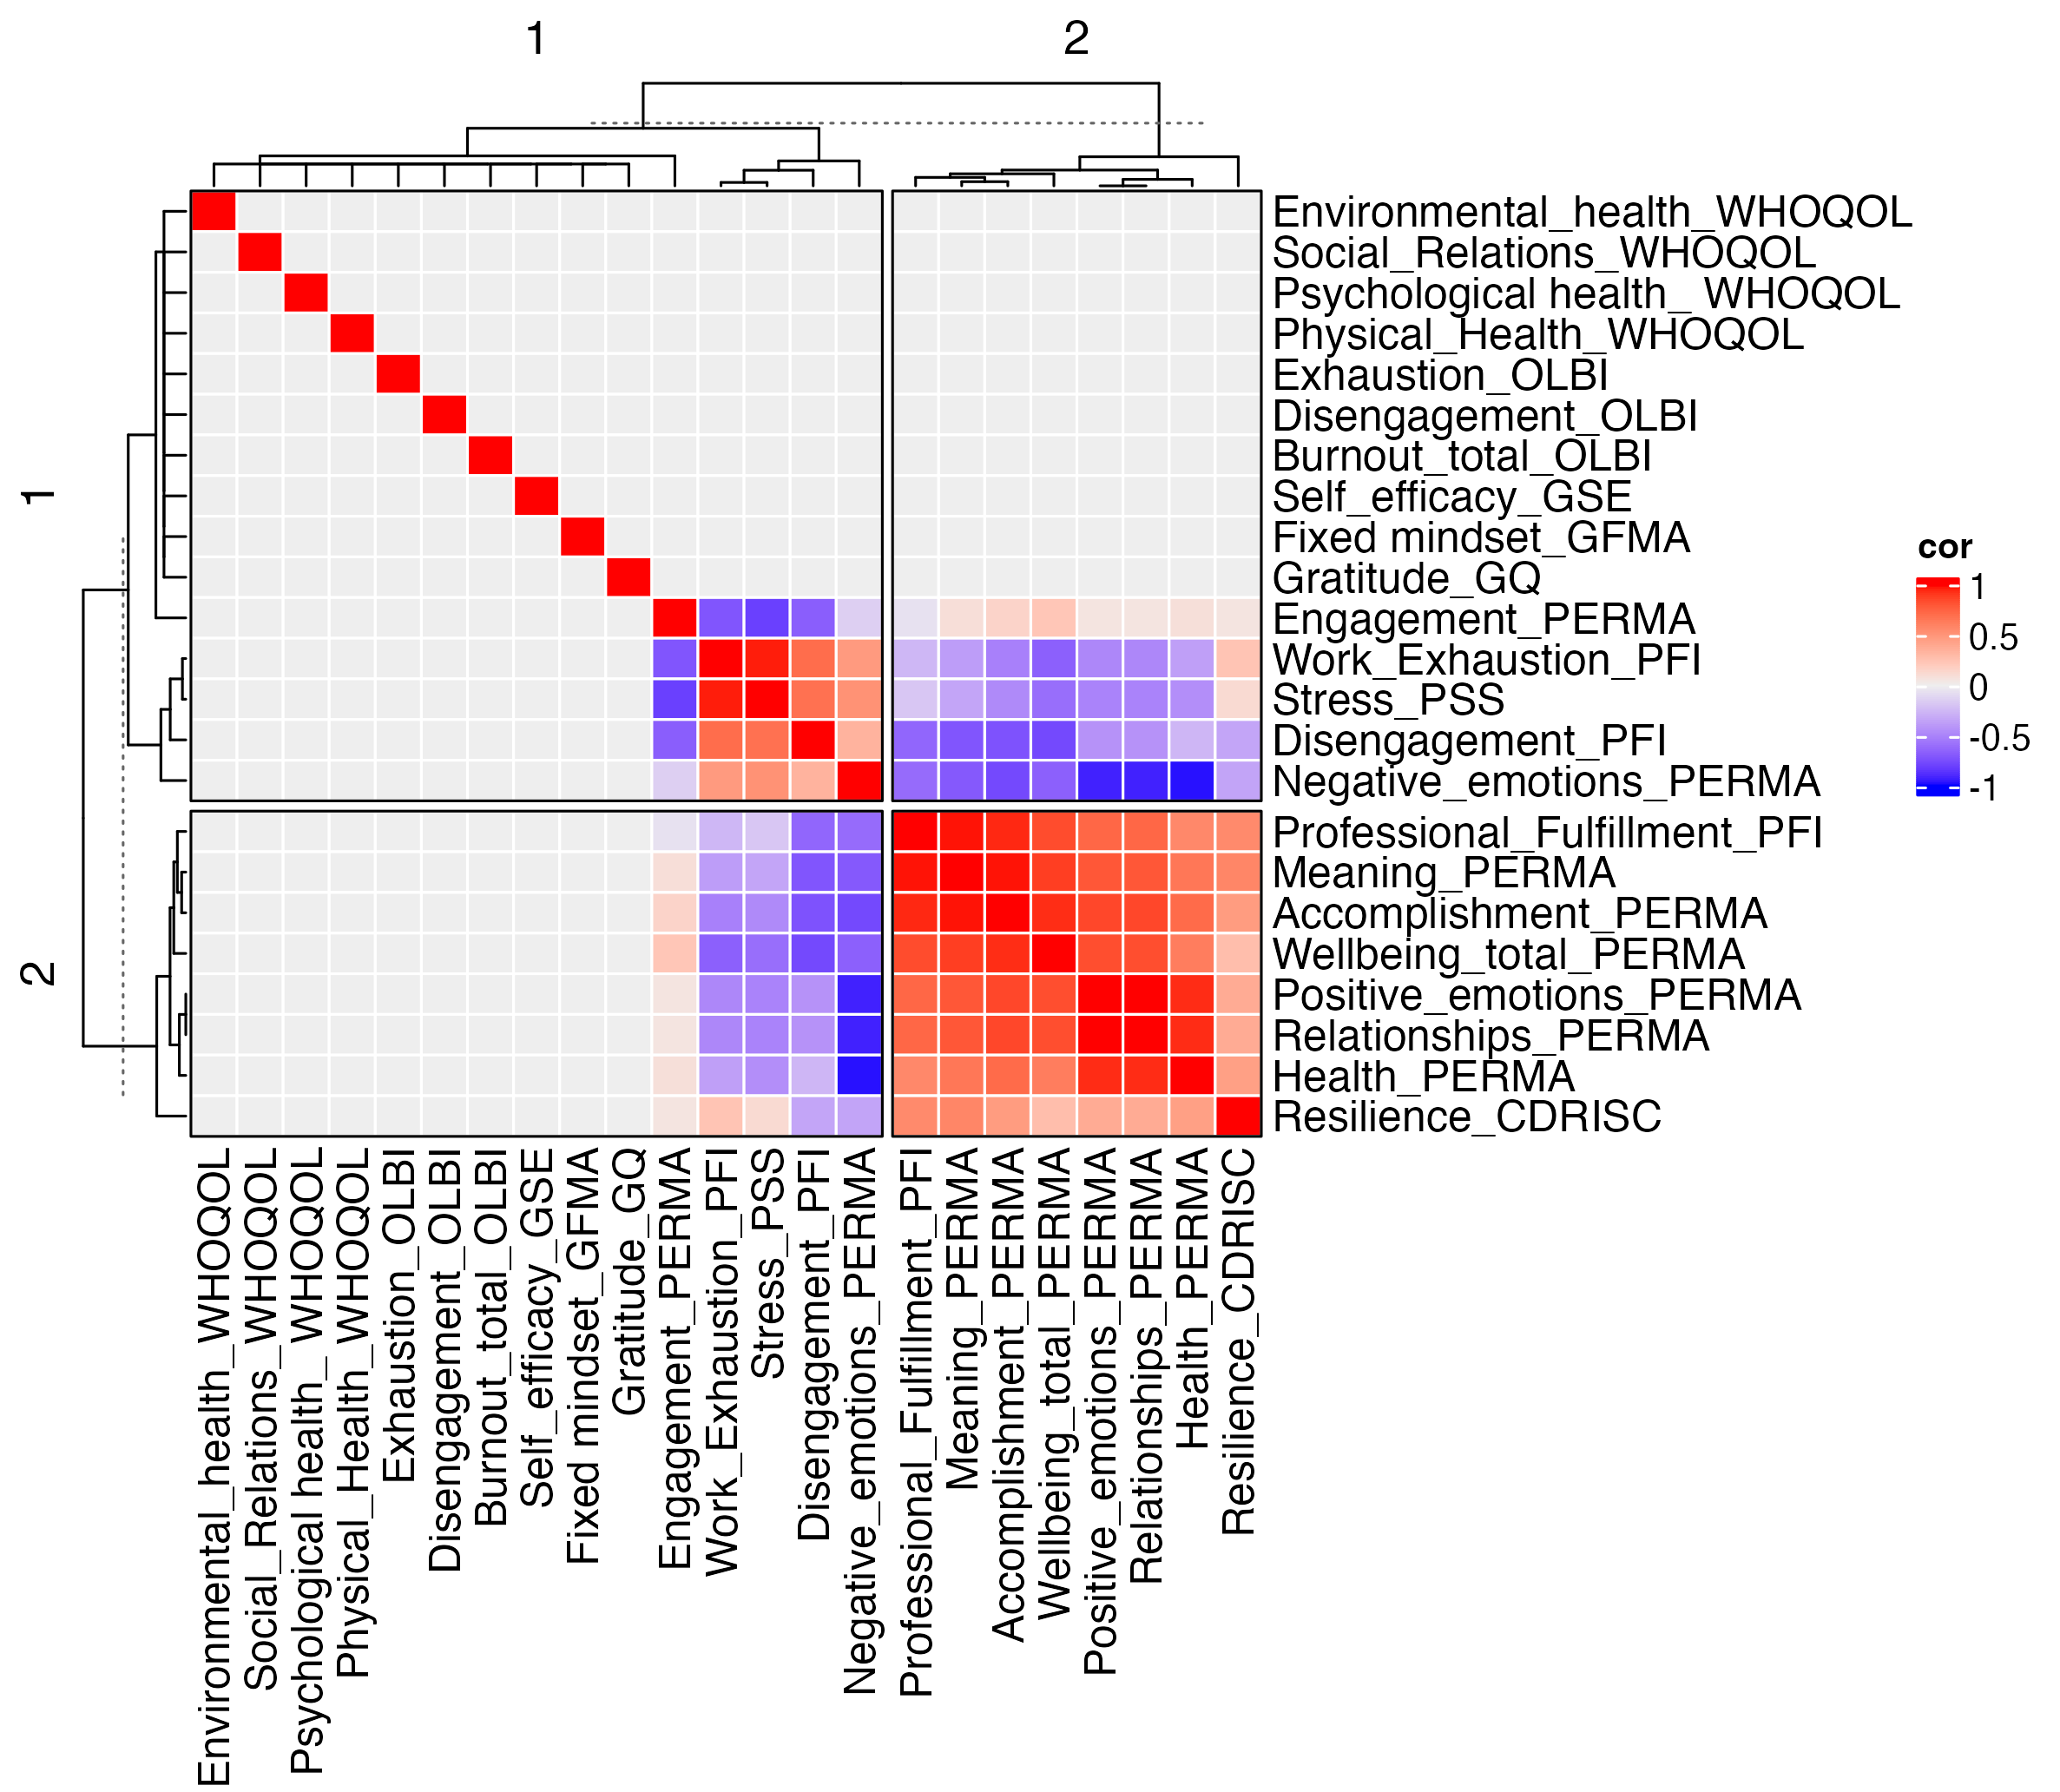 1
2
1
2
Environmental_health_WHOQOL
Social_Relations_WHOQOL
Psychological health_ WHOQOL
Physical_Health_WHOQOL
Exhaustion_OLBI
Disengagement_OLBI
Burnout_total_OLBI
Self_efficacy_GSE
Fixed mindset_GFMA
Gratitude_GQ
Engagement_PERMA
Work_Exhaustion_PFI
Stress_PSS
Disengagement_PFI
Negative_emotions_PERMA
Professional_Fulfillment_PFI
Meaning_PERMA
Accomplishment_PERMA
Wellbeing_total_PERMA
Positive_emotions_PERMA
Relationships_PERMA
Health_PERMA
Resilience_CDRISC
cor
1
0.5
0
-0.5
-1
Environmental_health_WHOQOL
Social_Relations_WHOQOL
Psychological health_ WHOQOL
Physical_Health_WHOQOL
Exhaustion_OLBI
Disengagement_OLBI
Burnout_total_OLBI
Self_efficacy_GSE
Fixed mindset_GFMA
Gratitude_GQ
Engagement_PERMA
Work_Exhaustion_PFI
Stress_PSS
Disengagement_PFI
Negative_emotions_PERMA
Professional_Fulfillment_PFI
Meaning_PERMA
Accomplishment_PERMA
Wellbeing_total_PERMA
Positive_emotions_PERMA
Relationships_PERMA
Health_PERMA
Resilience_CDRISC